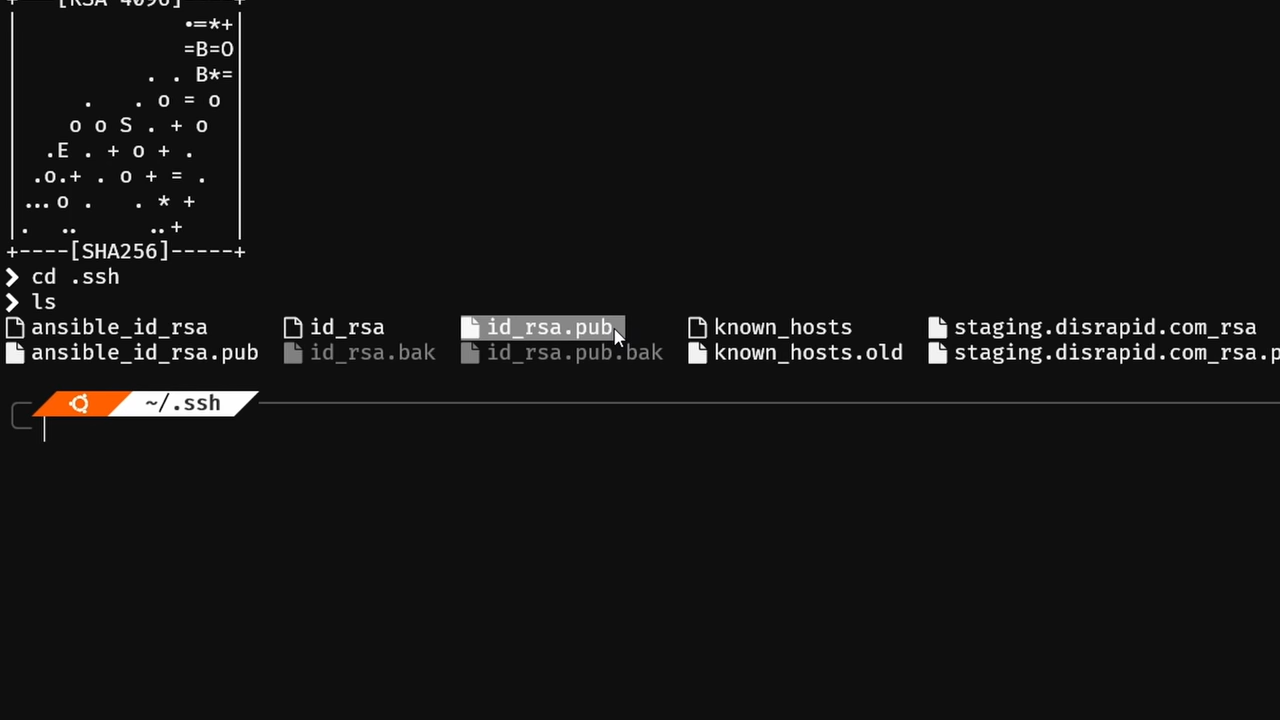 +---[RSA 4096]----+
|             .=*+|
|             =B=O|
|          . . B*=|
|     .   . o = o |
|    o o S . + o  |
|  .E . + o + .   |
| .o.+ . o + = .  |
|...o .   . * +   |
|.  ..      ..+   |
+----[SHA256]-----+
❯ cd .ssh
❯ ls
ansible_id_rsa id_rsa id_rsa.pub known_hosts staging.disrapid.com_rsa
ansible_id_rsa.pub id_rsa.bak id_rsa.pub.bak known_hosts.old staging.disrapid.com_rsa.p
~/.ssh